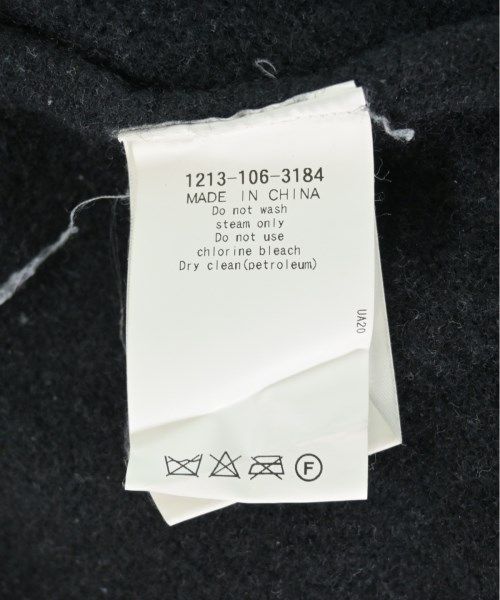 1213-106-3184
MADE IN CHINA
Do not wash
steam only
Do not use
chlorine bleach
Dry clean(petroleum)
UA20
F